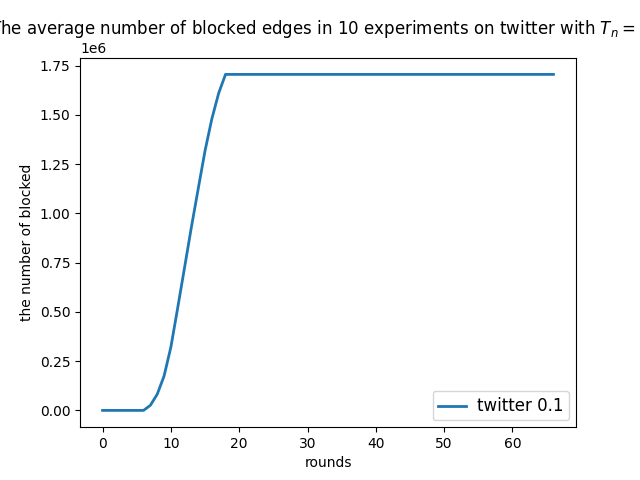 he average number of blocked edges in 10 experiments on twitter with Tₙ =
1e6
1.75
1.50
1.25
1.00
0.75
0.50
0.25
0.00
the number of blocked
twitter 0.1
0 10 20 30 40 50 60
rounds